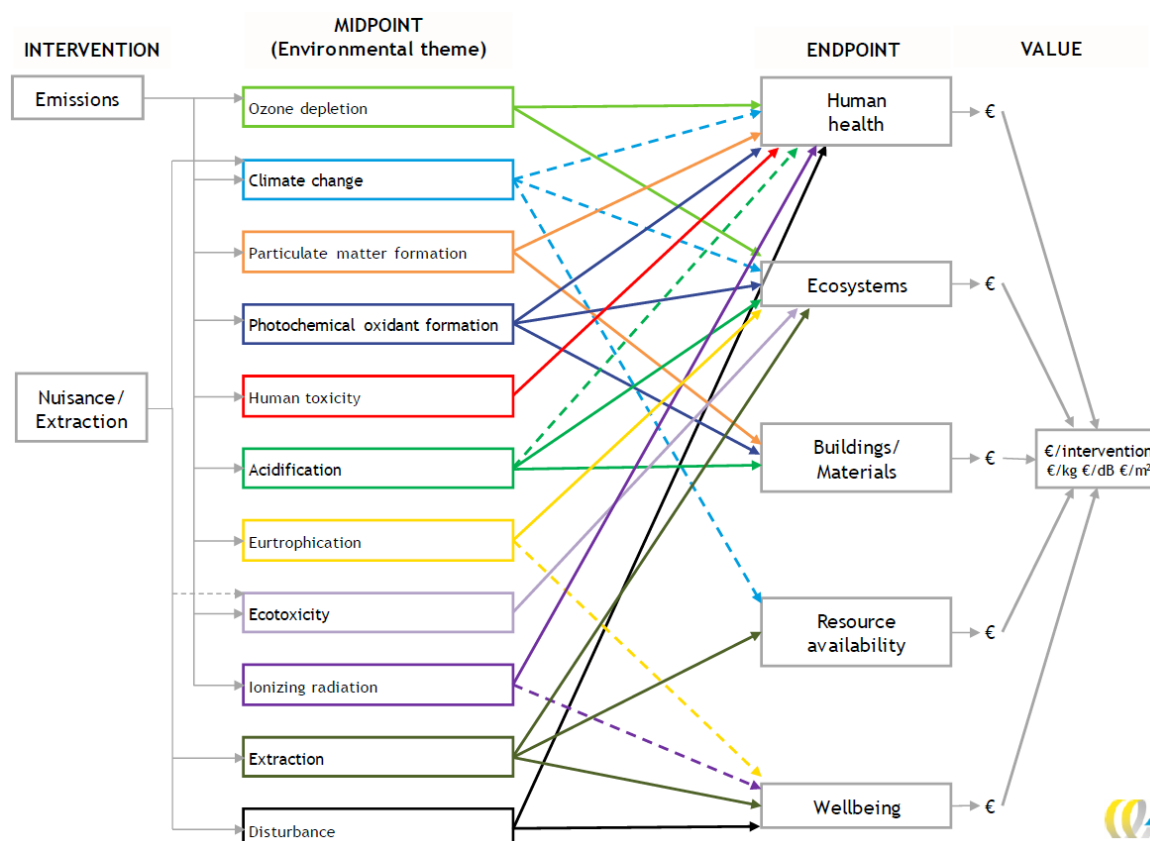 INTERVENTION
MIDPOINT
(Environmental theme)
ENDPOINT
VALUE
Emissions
Nuisance/
Extraction
Ozone depletion
Climate change
Particulate matter formation
Photochemical oxidant formation
Human toxicity
Acidification
Eurtrophication
Ecotoxicity
Ionizing radiation
Extraction
Disturbance
Human
health
Ecosystems
Buildings/
Materials
Resource
availability
Wellbeing
€
€
€
€
€
€/intervention
€/kg €/dB €/m²